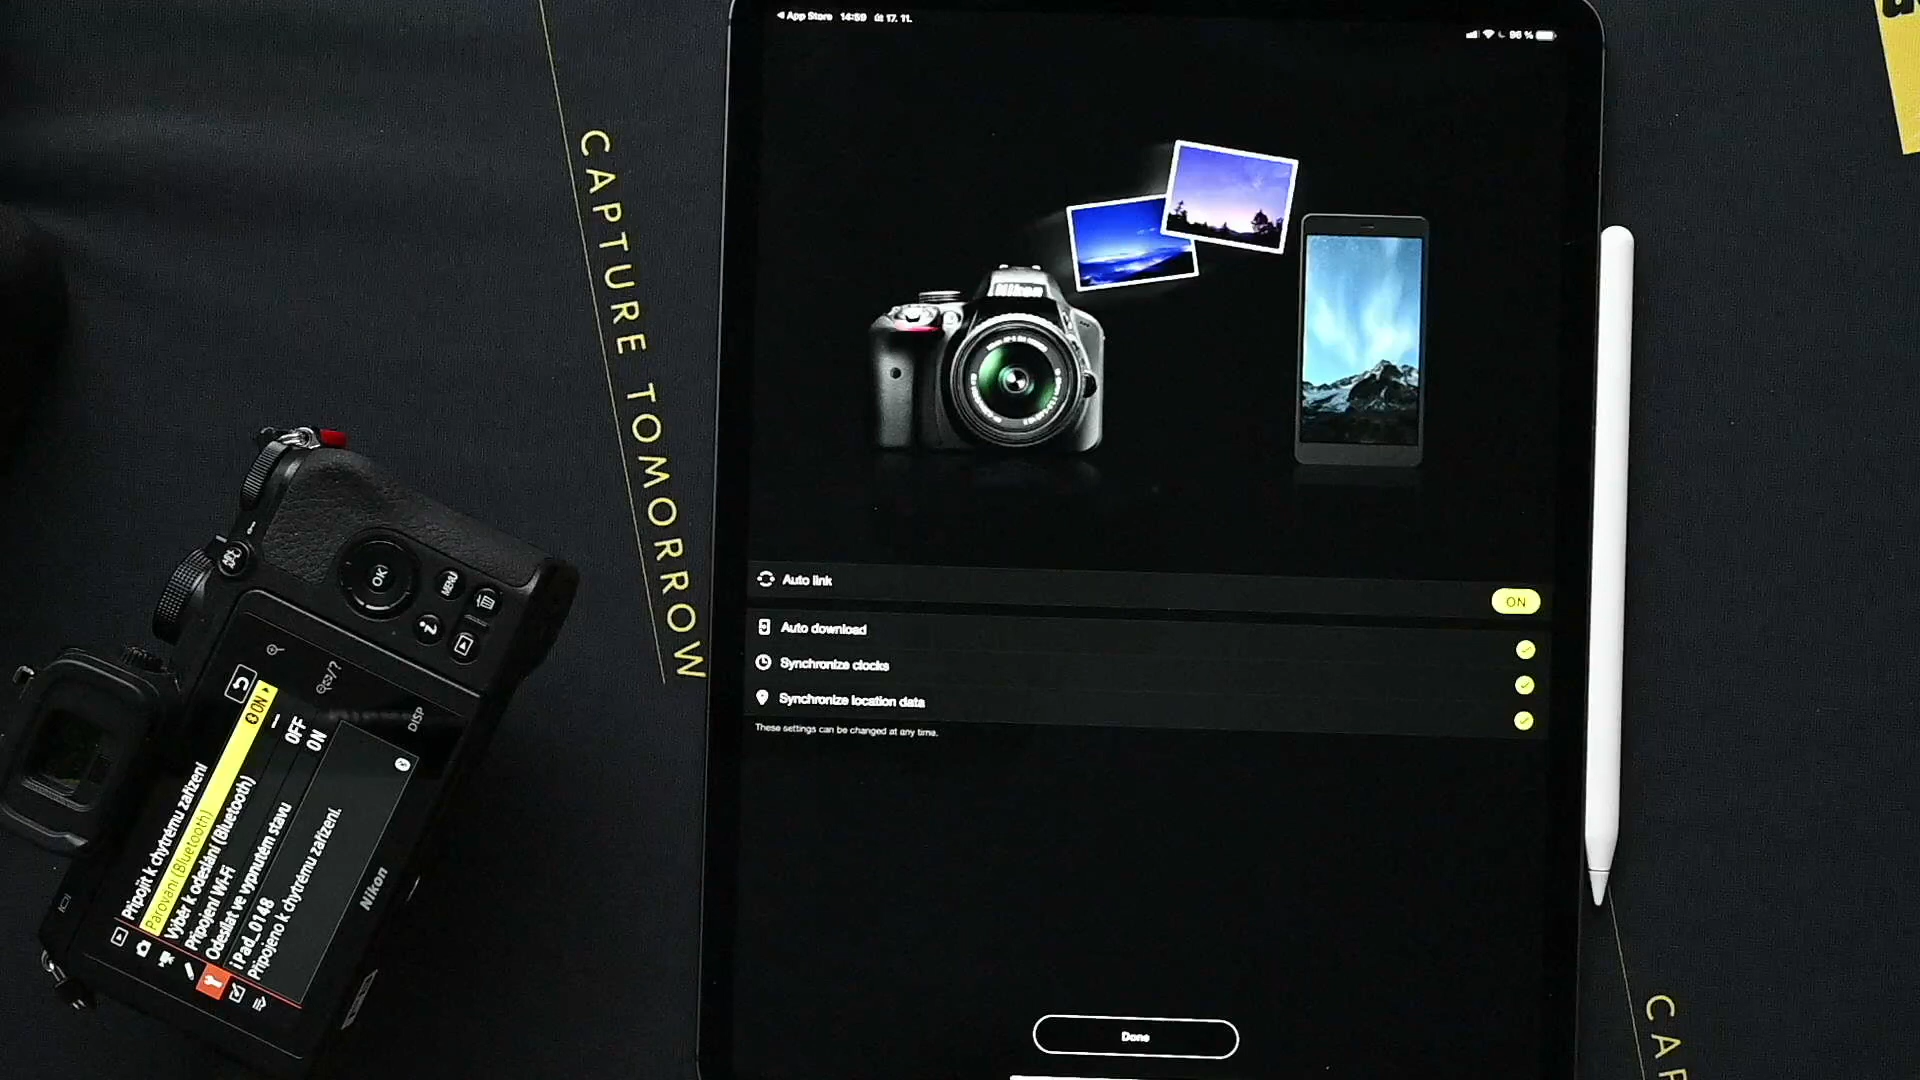 App Store 14:59 út 17. 11.
96 %
CAPTURE TOMORROW
Nikon
Auto link
ON
Auto download
Synchronize clocks
Synchronize location data
These settings can be changed at any time.
Done
OK
MENU
i
DISP
Připojit k chytrému zařízení
Párování (Bluetooth) ON
Výběr k odeslání (Bluetooth) --
Připojení Wi-Fi OFF
Odesílat ve vypnutém stavu ON
iPad_0148
Připojeno k chytrému zařízení.
Nikon
CAP